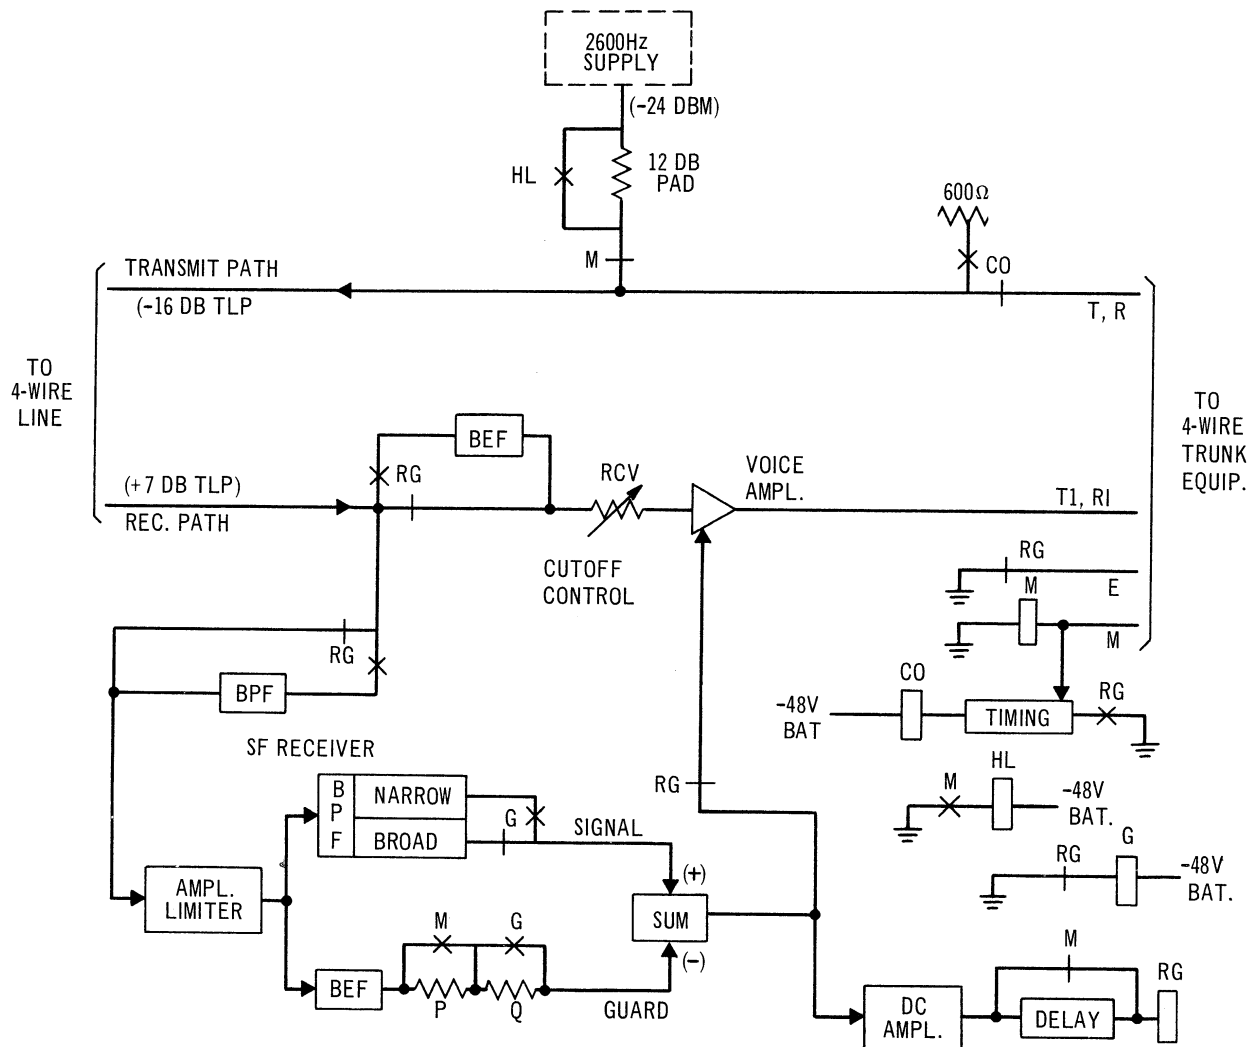 2600Hz
SUPPLY
(-24 DBM)
HL
12 DB
PAD
M
600Ω
CO
TRANSMIT PATH
(-16 DB TLP
T, R
TO
4-WIRE
LINE
TO
4-WIRE
TRUNK
EQUIP.
BEF
RG
(+7 DB TLP)
REC. PATH
RCV
CUTOFF
CONTROL
VOICE
AMPL.
T1, RI
RG
E
M
M
RG
BPF
CO
-48V
BAT
TIMING
RG
SF RECEIVER
RG
M
HL
-48V
BAT.
B
P
F
NARROW
BROAD
G
SIGNAL
RG
G
-48V
BAT.
AMPL.
LIMITER
(+)
SUM
(-)
M
G
BEF
P
Q
GUARD
M
RG
DC
AMPL.
DELAY